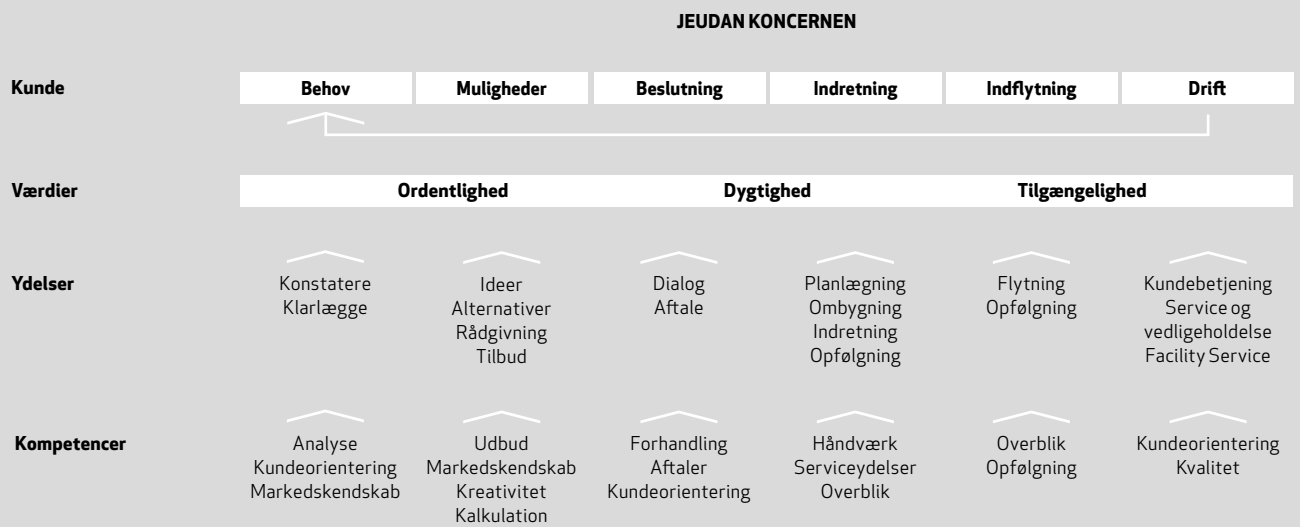 JEUDAN KONCERNEN
Kunde
Behov
Muligheder
Beslutning
Indretning
Indflytning
Drift
Værdier
Ordentlighed
Dygtighed
Tilgængelighed
Ydelser
Konstatere
Klarlægge
Ideer
Alternativer
Rådgivning
Tilbud
Dialog
Aftale
Planlægning
Ombygning
Indretning
Opfølgning
Flytning
Opfølgning
Kundebetjening
Service og
vedligeholdelse
Facility Service
Kompetencer
Analyse
Kundeorientering
Markedskendskab
Udbud
Markedskendskab
Kreativitet
Kalkulation
Forhandling
Aftaler
Kundeorientering
Håndværk
Serviceydelser
Overblik
Overblik
Opfølgning
Kundeorientering
Kvalitet